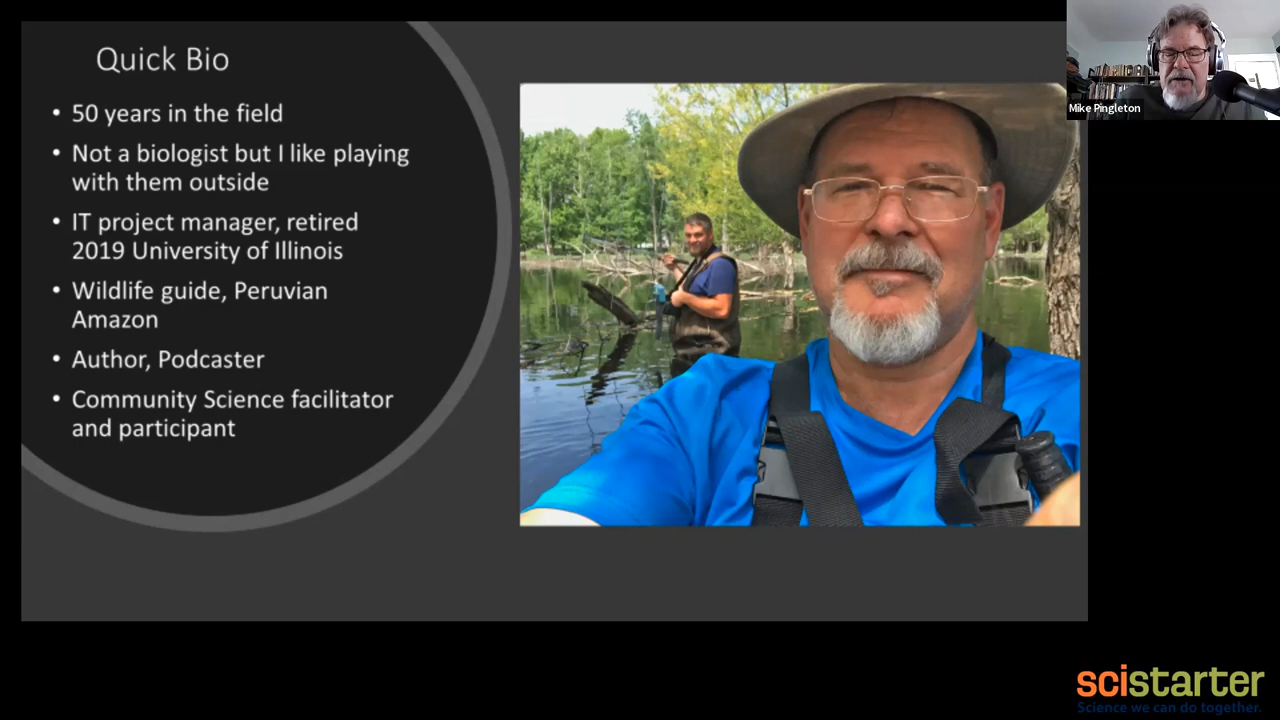 Quick Bio
• 50 years in the field
• Not a biologist but I like playing
with them outside
• IT project manager, retired
2019 University of Illinois
• Wildlife guide, Peruvian
Amazon
• Author, Podcaster
• Community Science facilitator
and participant
Mike Pingleton
scistarter
Science we can do together.